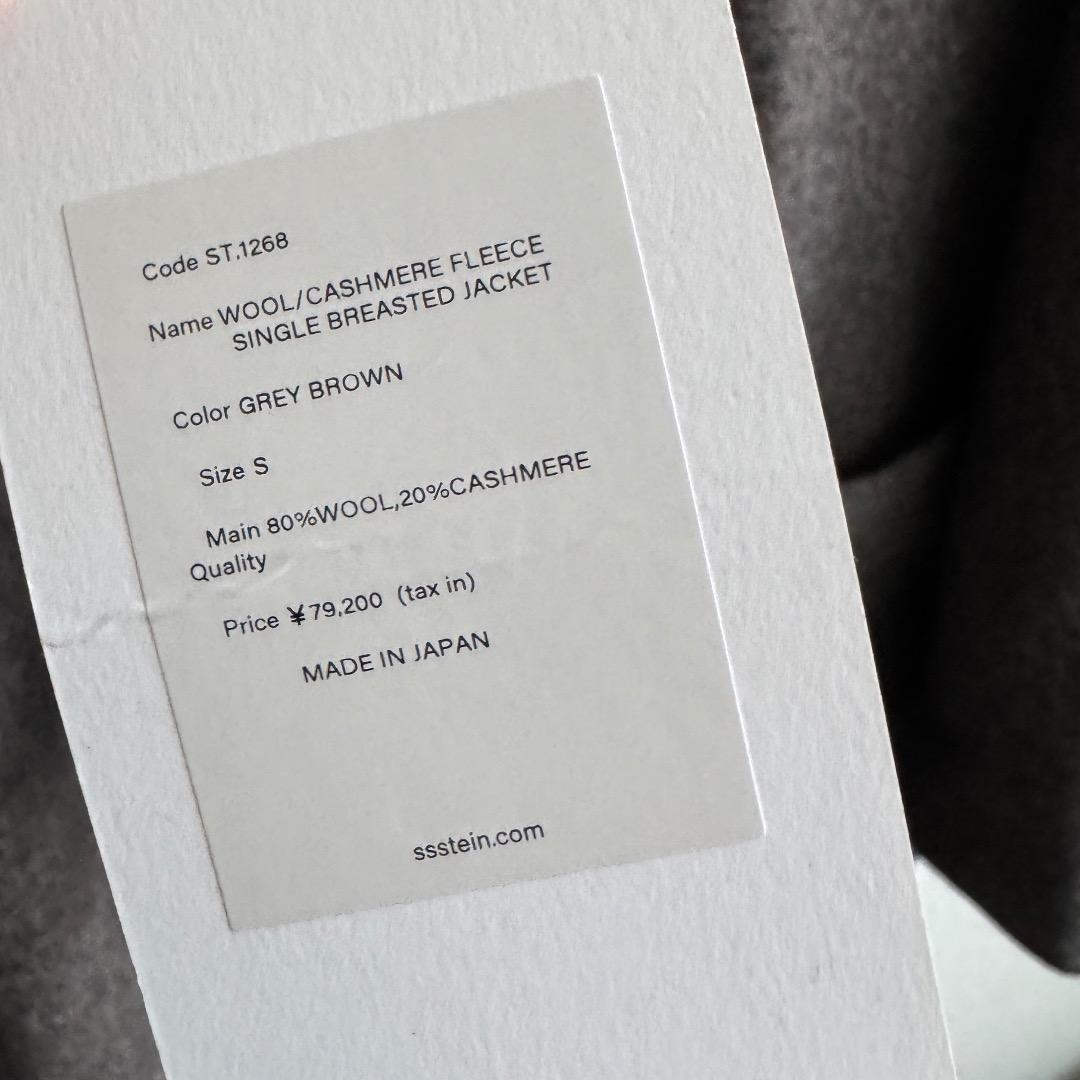 Code ST.1268
Name WOOL/CASHMERE FLEECE
SINGLE BREASTED JACKET
Color GREY BROWN
Size S
Main 80%WOOL,20%CASHMERE
Quality
Price ¥79,200 (tax in)
MADE IN JAPAN
ssstein.com